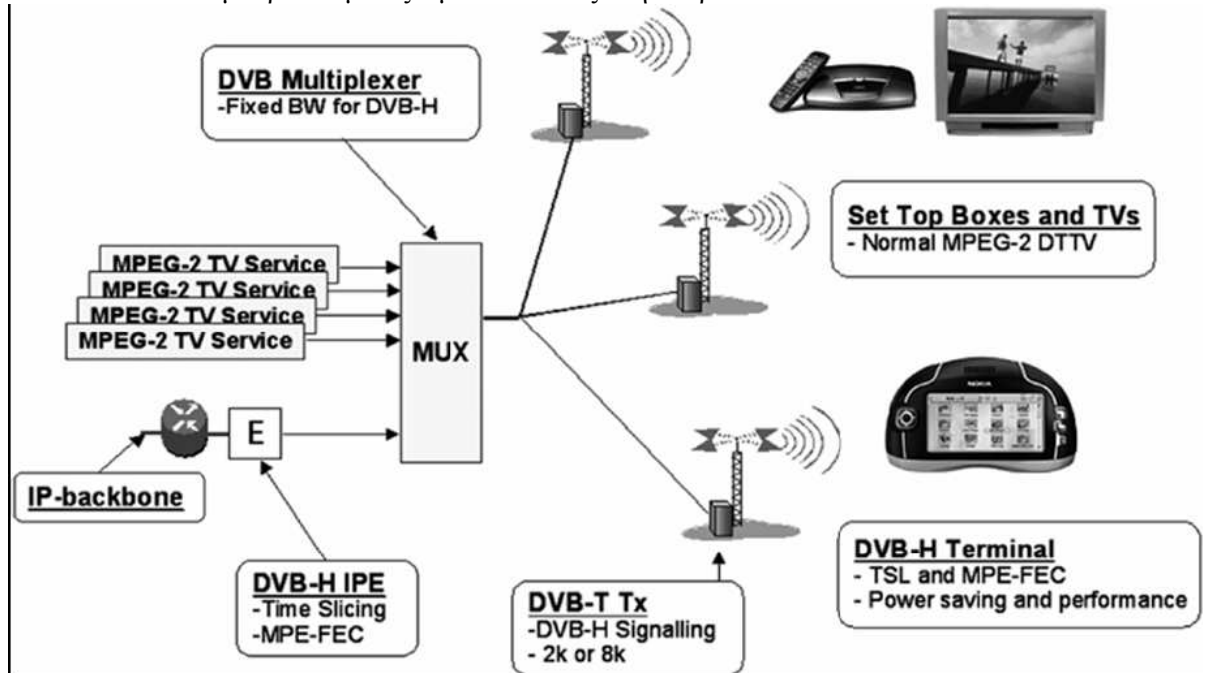 DVB Multiplexer
-Fixed BW for DVB-H
Set Top Boxes and TVs
- Normal MPEG-2 DTTV
MPEG-2 TV Service
MPEG-2 TV Service
MPEG-2 TV Service
MPEG-2 TV Service
MUX
E
IP-backbone
NOKIA
DVB-H IPE
-Time Slicing
-MPE-FEC
DVB-T Tx
-DVB-H Signalling
- 2k or 8k
DVB-H Terminal
- TSL and MPE-FEC
- Power saving and performance